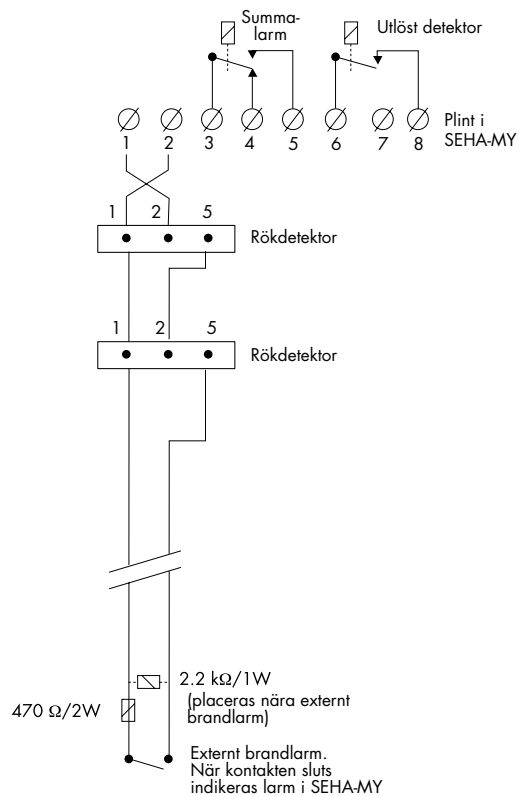 Summa-
larm
Utlöst detektor
1 2 3 4 5 6 7 8
Plint i
SEHA-MY
1 2 5
Rökdetektor
1 2 5
Rökdetektor
2.2 kΩ/1W
(placeras nära externt
brandlarm)
470 Ω/2W
Externt brandlarm.
När kontakten sluts
indikeras larm i SEHA-MY